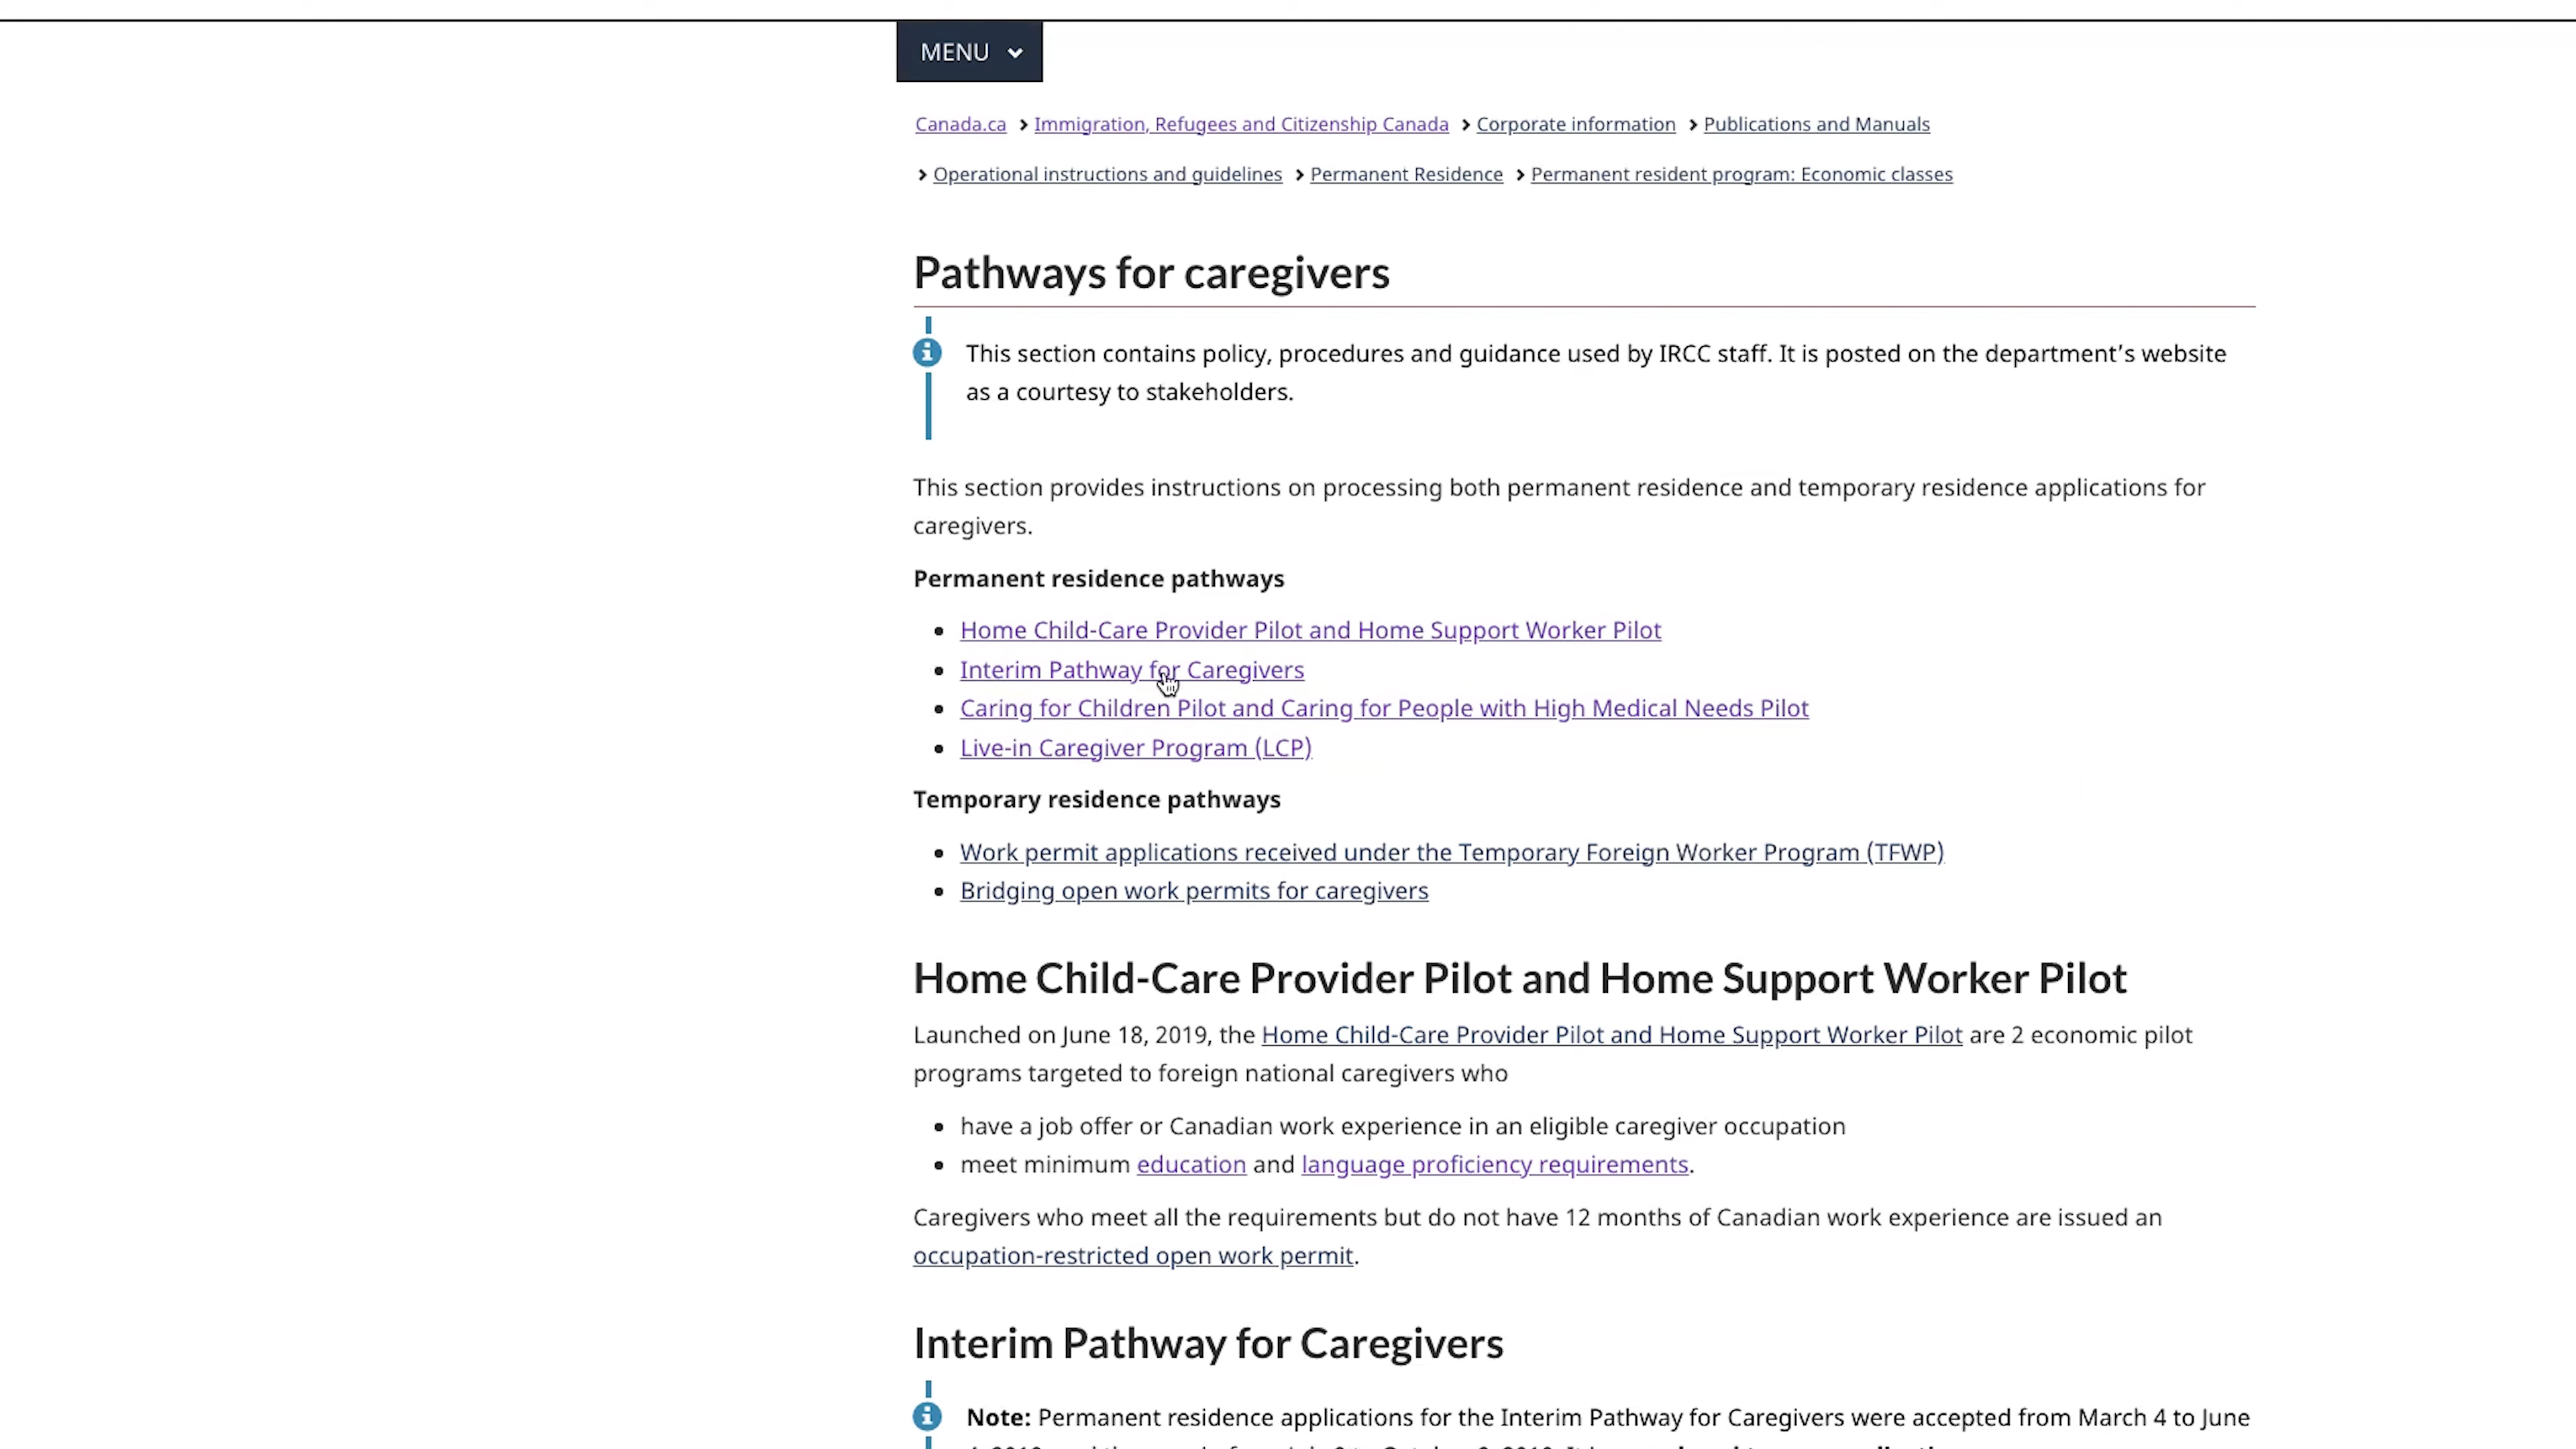 MENU
Canada.ca > Immigration, Refugees and Citizenship Canada > Corporate information > Publications and Manuals
> Operational instructions and guidelines > Permanent Residence > Permanent resident program: Economic classes
Pathways for caregivers
This section contains policy, procedures and guidance used by IRCC staff. It is posted on the department's website
as a courtesy to stakeholders.
This section provides instructions on processing both permanent residence and temporary residence applications for
caregivers.
Permanent residence pathways
• Home Child-Care Provider Pilot and Home Support Worker Pilot
• Interim Pathway for Caregivers
• Caring for Children Pilot and Caring for People with High Medical Needs Pilot
• Live-in Caregiver Program (LCP)
Temporary residence pathways
• Work permit applications received under the Temporary Foreign Worker Program (TFWP)
• Bridging open work permits for caregivers
Home Child-Care Provider Pilot and Home Support Worker Pilot
Launched on June 18, 2019, the Home Child-Care Provider Pilot and Home Support Worker Pilot are 2 economic pilot
programs targeted to foreign national caregivers who
• have a job offer or Canadian work experience in an eligible caregiver occupation
• meet minimum education and language proficiency requirements.
Caregivers who meet all the requirements but do not have 12 months of Canadian work experience are issued an
occupation-restricted open work permit.
Interim Pathway for Caregivers
Note: Permanent residence applications for the Interim Pathway for Caregivers were accepted from March 4 to June